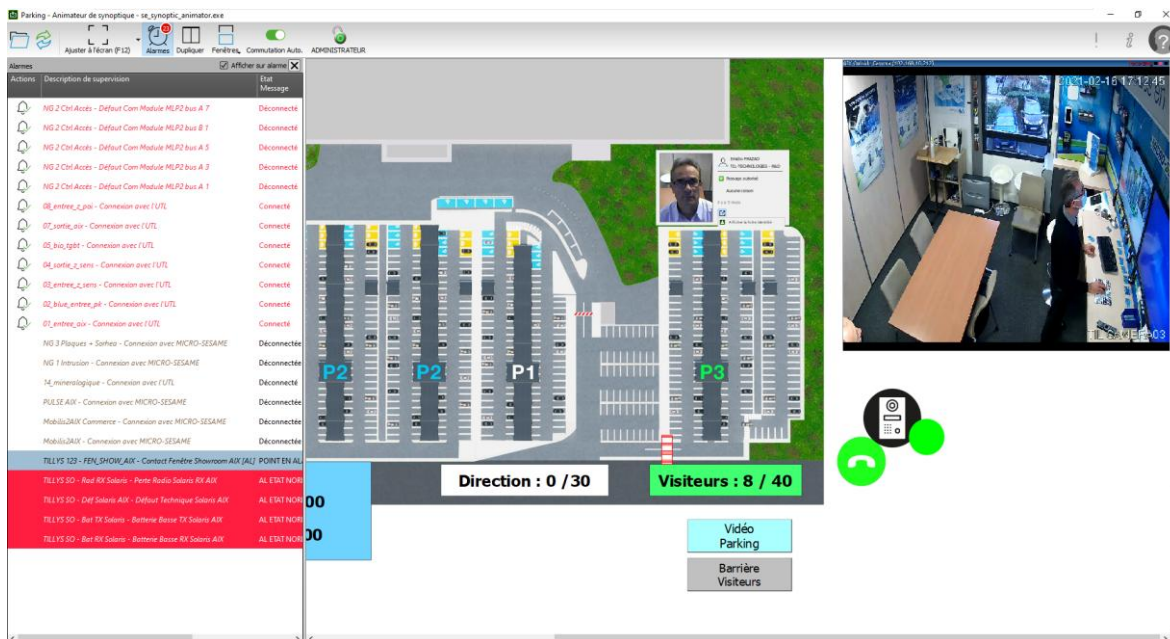 Parking - Animateur de synoptique - se_synoptic_animator.exe
Ajuster à l'écran (F12)
Alarmes
Dupliquer
Fenêtres
Commutation Auto.
ADMINISTRATEUR
Alarmes
Afficher sur alarme
Actions
Description de supervision
Etat
Message
NG 2 Ctrl Accès - Défaut Com Module MLP2 bus A 7
Déconnecté
NG 2 Ctrl Accès - Défaut Com Module MLP2 bus B 1
Déconnecté
NG 2 Ctrl Accès - Défaut Com Module MLP2 bus A 5
Déconnecté
NG 2 Ctrl Accès - Défaut Com Module MLP2 bus A 3
Déconnecté
NG 2 Ctrl Accès - Défaut Com Module MLP2 bus A 1
Déconnecté
08_entree_z_pai - Connexion avec l'UTL
Connecté
07_sortie_aix - Connexion avec l'UTL
Connecté
05_bio_tgbt - Connexion avec l'UTL
Connecté
04_sortie_z_sens - Connexion avec l'UTL
Connecté
03_entree_z_sens - Connexion avec l'UTL
Connecté
02_blue_entree_pit - Connexion avec l'UTL
Connecté
01_entree_aix - Connexion avec l'UTL
Connecté
NG 3 Plaques + Sorhea - Connexion avec MICRO-SESAME
Déconnectée
NG 1 Intrusion - Connexion avec MICRO-SESAME
Déconnectée
14_mineralogique - Connexion avec l'UTL
Déconnecté
PULSE AIX - Connexion avec MICRO-SESAME
Déconnectée
Mobilis2AIX Commerce - Connexion avec MICRO-SESAME
Déconnectée
Mobilis2AIX - Connexion avec MICRO-SESAME
Déconnectée
TILLYS 123 - FEN_SHOW_AIX - Contact Fenêtre Showroom AIX [AL]
POINT EN AL
TILLYS SO - Rad RX Solaris - Perte Radio Solaris RX AIX
AL ETAT NOR
TILLYS SO - Déf Solaris AIX - Défaut Technique Solaris AIX
AL ETAT NOR
TILLYS SO - Bat TX Solaris - Batterie Basse TX Solaris AIX
AL ETAT NOR
TILLYS SO - Bat RX Solaris - Batterie Basse RX Solaris AIX
AL ETAT NOR
TIL TECHNOLOGIES - R&D
Passage autorisé
P2
P2
P1
P3
Direction : 0 /30
Visiteurs : 8 / 40
00
00
Vidéo
Parking
Barrière
Visiteurs
2021-02-16 17:12:45